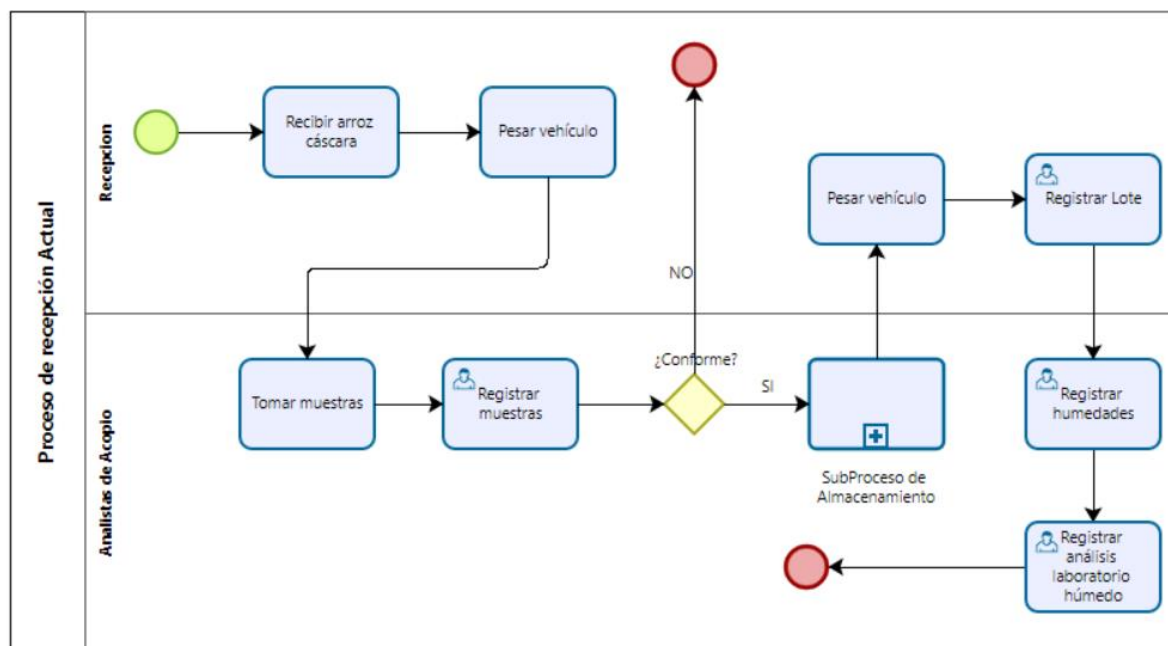 Proceso de recepción Actual
Recepcion
Recibir arroz
cáscara
Pesar vehículo
NO
Pesar vehículo
Registrar Lote
Analistas de Acopio
Tomar muestras
Registrar
muestras
¿Conforme?
SI
SubProceso de
Almacenamiento
Registrar
humedades
Registrar
análisis
laboratorio
húmedo